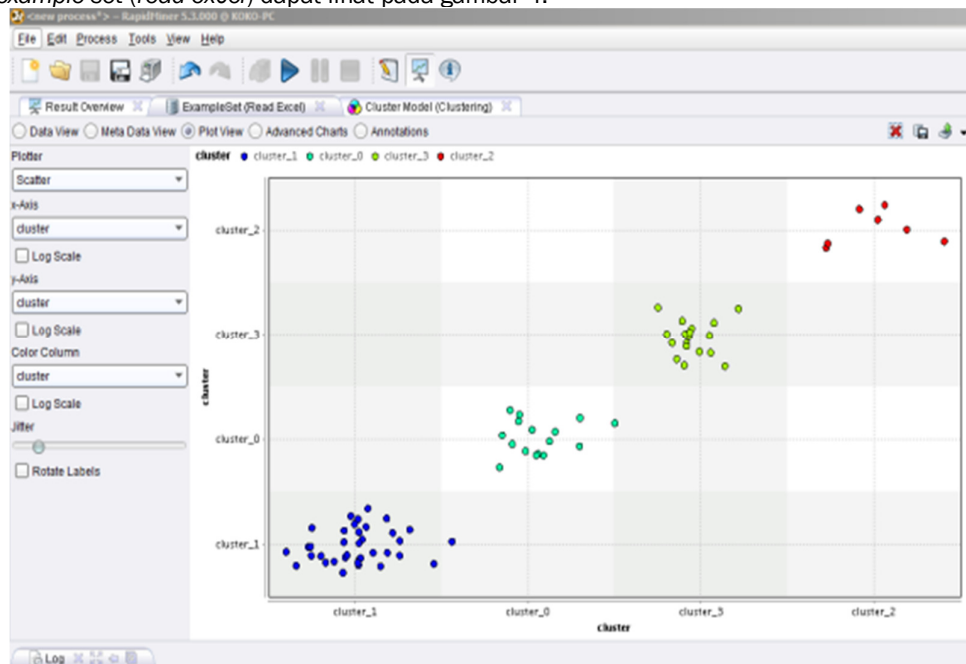 example set (read excel) dapat lihat pada gambar 4.
<new process*> – RapidMiner 5.3.000 @ KOKO-PC
File Edit Process Tools View Help
Result Overview ExampleSet (Read Excel) Cluster Model (Clustering)
Data View Meta Data View Plot View Advanced Charts Annotations
Plotter
Scatter
x-Axis
cluster
Log Scale
y-Axis
cluster
Log Scale
Color Column
cluster
Log Scale
Jitter
Rotate Labels
cluster cluster_1 cluster_0 cluster_3 cluster_2
cluster_2
cluster_3
cluster
cluster_0
cluster_1
cluster_1 cluster_0 cluster_3 cluster_2
cluster
Log